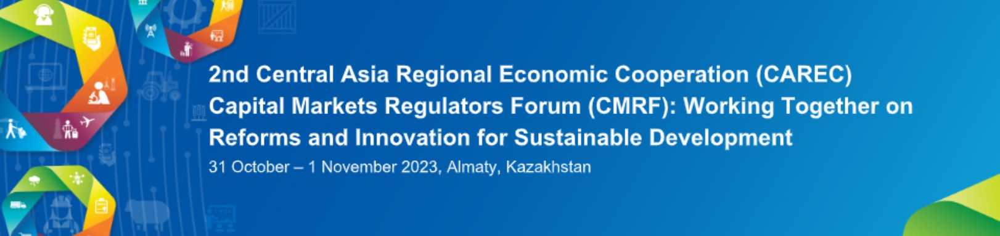 2nd Central Asia Regional Economic Cooperation (CAREC)
Capital Markets Regulators Forum (CMRF): Working Together on
Reforms and Innovation for Sustainable Development
31 October – 1 November 2023, Almaty, Kazakhstan